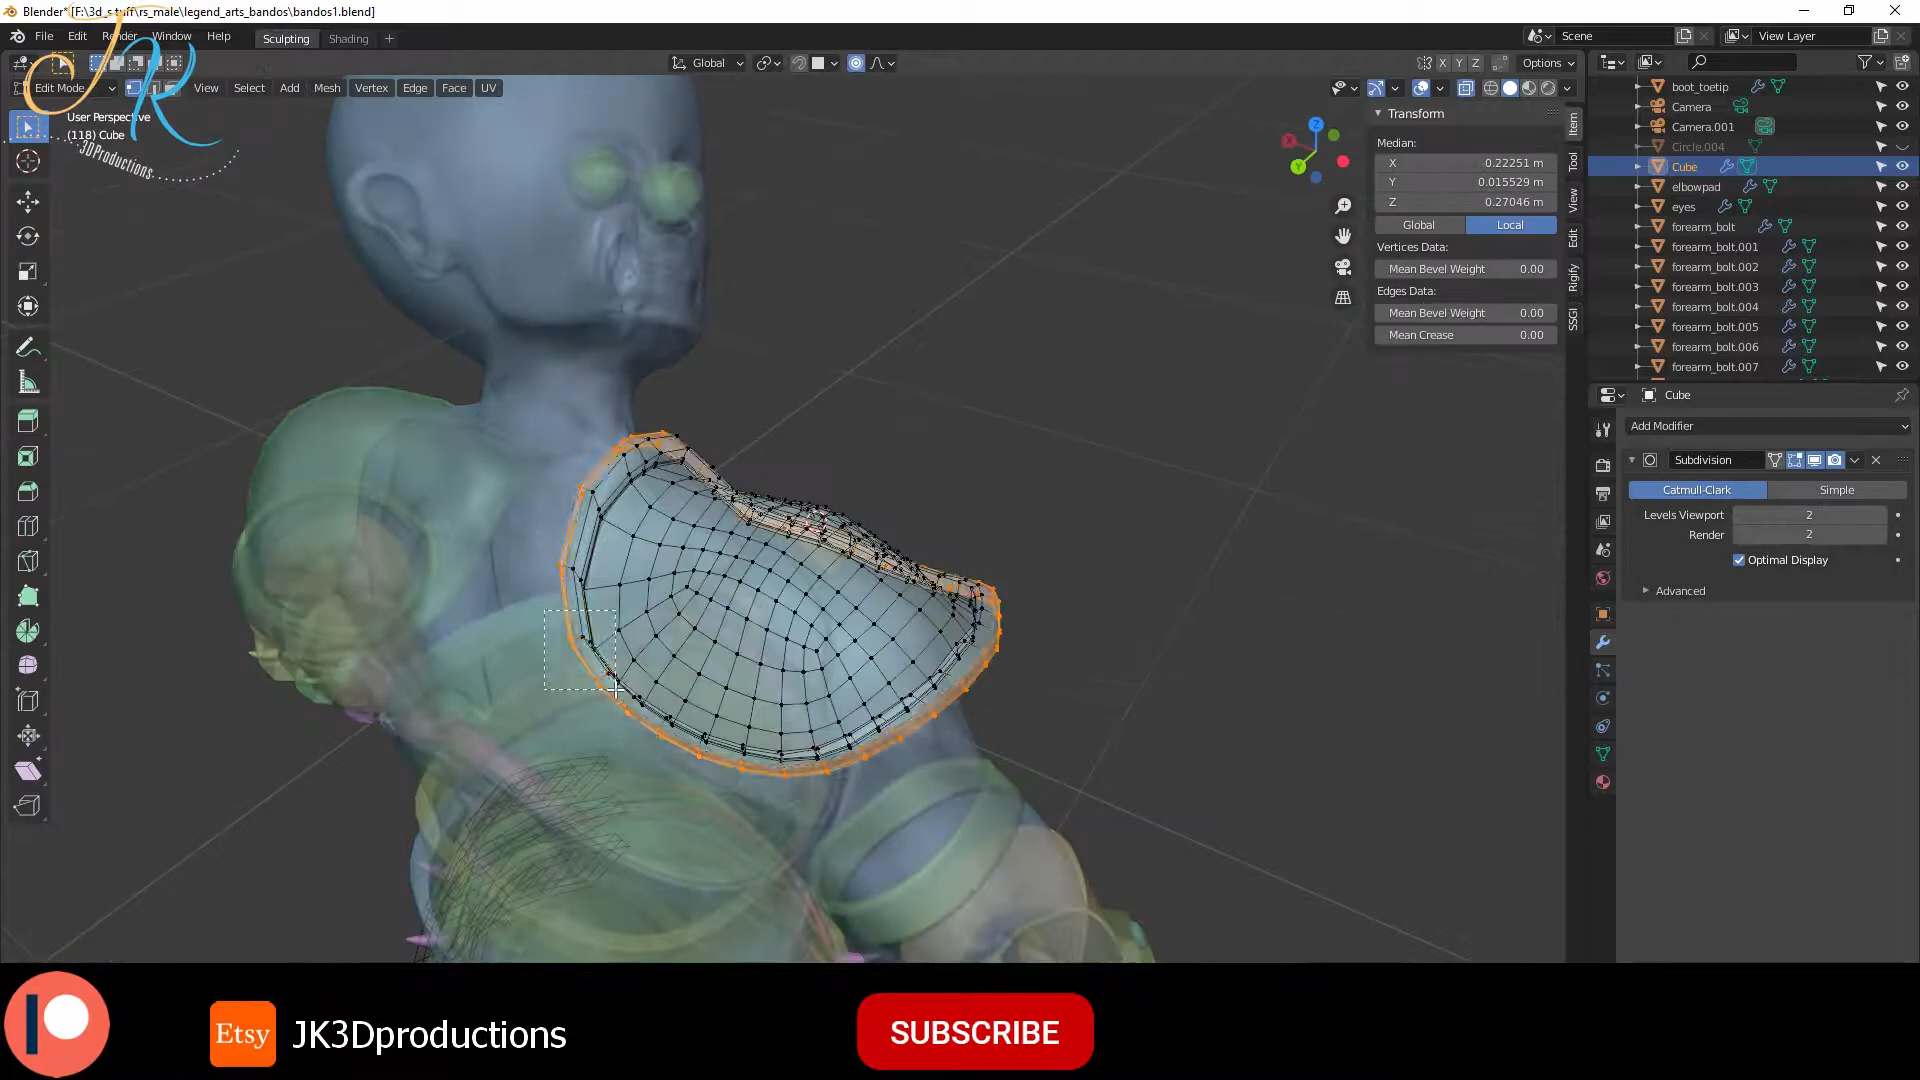 Blender* [F:\3d_stuff\rs_male\legend_arts_bandos\bandos1.blend]
File Edit Render Window Help Sculpting Shading + Scene View Layer
Global X Y Z Options
Edit Mode View Select Add Mesh Vertex Edge Face UV
JR
3DProductions
User Perspective
(118) Cube
Transform
Median:
X 0.22251 m
Y 0.015529 m
Z 0.27046 m
Global Local
Vertices Data:
Mean Bevel Weight 0.00
Edges Data:
Mean Bevel Weight 0.00
Mean Crease 0.00
Item
Tool
View
Edit
Rigify
SSGI
boot_toetip
Camera
Camera.001
Circle.004
Cube
elbowpad
eyes
forearm_bolt
forearm_bolt.001
forearm_bolt.002
forearm_bolt.003
forearm_bolt.004
forearm_bolt.005
forearm_bolt.006
forearm_bolt.007
Cube
Add Modifier
Subdivision
Catmull-Clark Simple
Levels Viewport 2
Render 2
Optimal Display
Advanced
Etsy JK3Dproductions
SUBSCRIBE